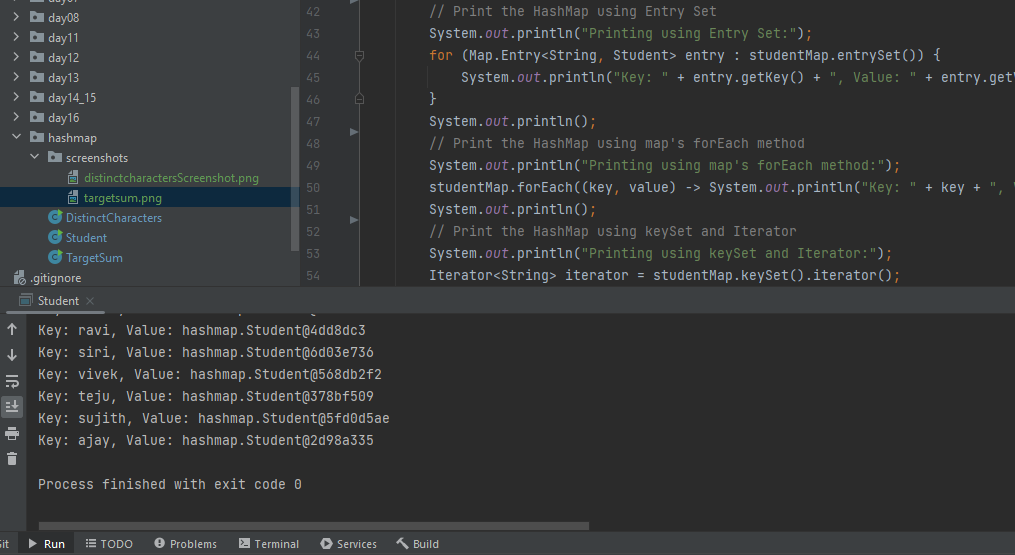 day08
day11
day12
day13
day14_15
day16
hashmap
screenshots
distinctcharactersScreenshot.png
targetsum.png
DistinctCharacters
Student
TargetSum
.gitignore
42 // Print the HashMap using Entry Set
43 System.out.println("Printing using Entry Set:");
44 for (Map.Entry<String, Student> entry : studentMap.entrySet()) {
45 System.out.println("Key: " + entry.getKey() + ", Value: " + entry.get
46 }
47 System.out.println();
48 // Print the HashMap using map's forEach method
49 System.out.println("Printing using map's forEach method:");
50 studentMap.forEach((key, value) -> System.out.println("Key: " + key + ",
51 System.out.println();
52 // Print the HashMap using keySet and Iterator
53 System.out.println("Printing using keySet and Iterator:");
54 Iterator<String> iterator = studentMap.keySet().iterator();
Student
Key: ravi, Value: hashmap.Student@4dd8dc3
Key: siri, Value: hashmap.Student@6d03e736
Key: vivek, Value: hashmap.Student@568db2f2
Key: teju, Value: hashmap.Student@378bf509
Key: sujith, Value: hashmap.Student@5fd0d5ae
Key: ajay, Value: hashmap.Student@2d98a335
Process finished with exit code 0
Run TODO Problems Terminal Services Build